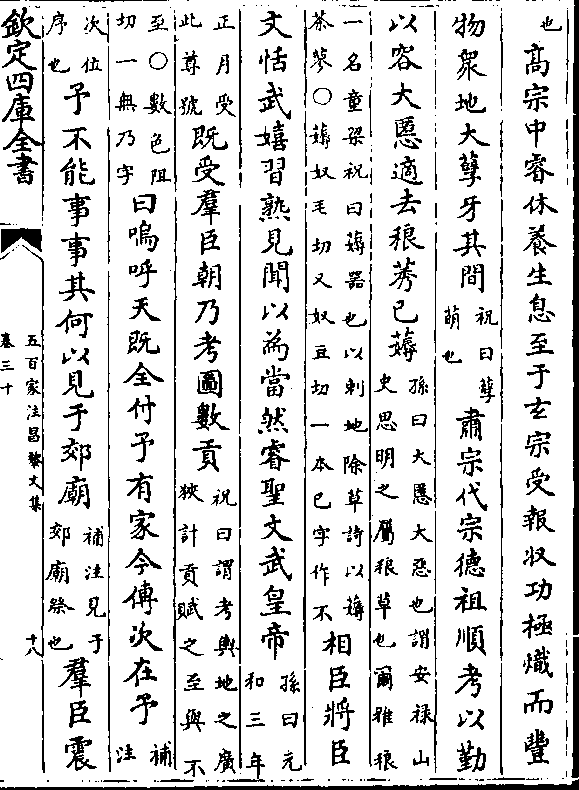 也高宗中睿休養生息至于玄宗受報收功極熾而豐
物衆地大孽牙其間祝曰孽萌也肅宗代宗德祖順考以勤
以容大慝適去稂莠已薅孫曰大慝大惡也謂安禄山史思明之屬稂草也爾雅稂
一名童粱祝曰薅器也以刺地除草詩以薅荼蓼○薅奴毛切又奴豆切一本已字作不相臣將臣
文恬武嬉習熟見聞以為當然睿聖文武皇帝孫曰元和三年
正月受此尊號既受羣臣朝乃考圖數貢祝曰謂考輿地之廣狹計貢賦之至輿不
至○數色阻切一無乃字曰嗚呼天既全付予有家今傳次在予補注
次位序也予不能事事其何以見于郊廟補注見于郊廟祭也羣臣震
欽定四庫全書
五百家注昌黎文集
卷三十
十八